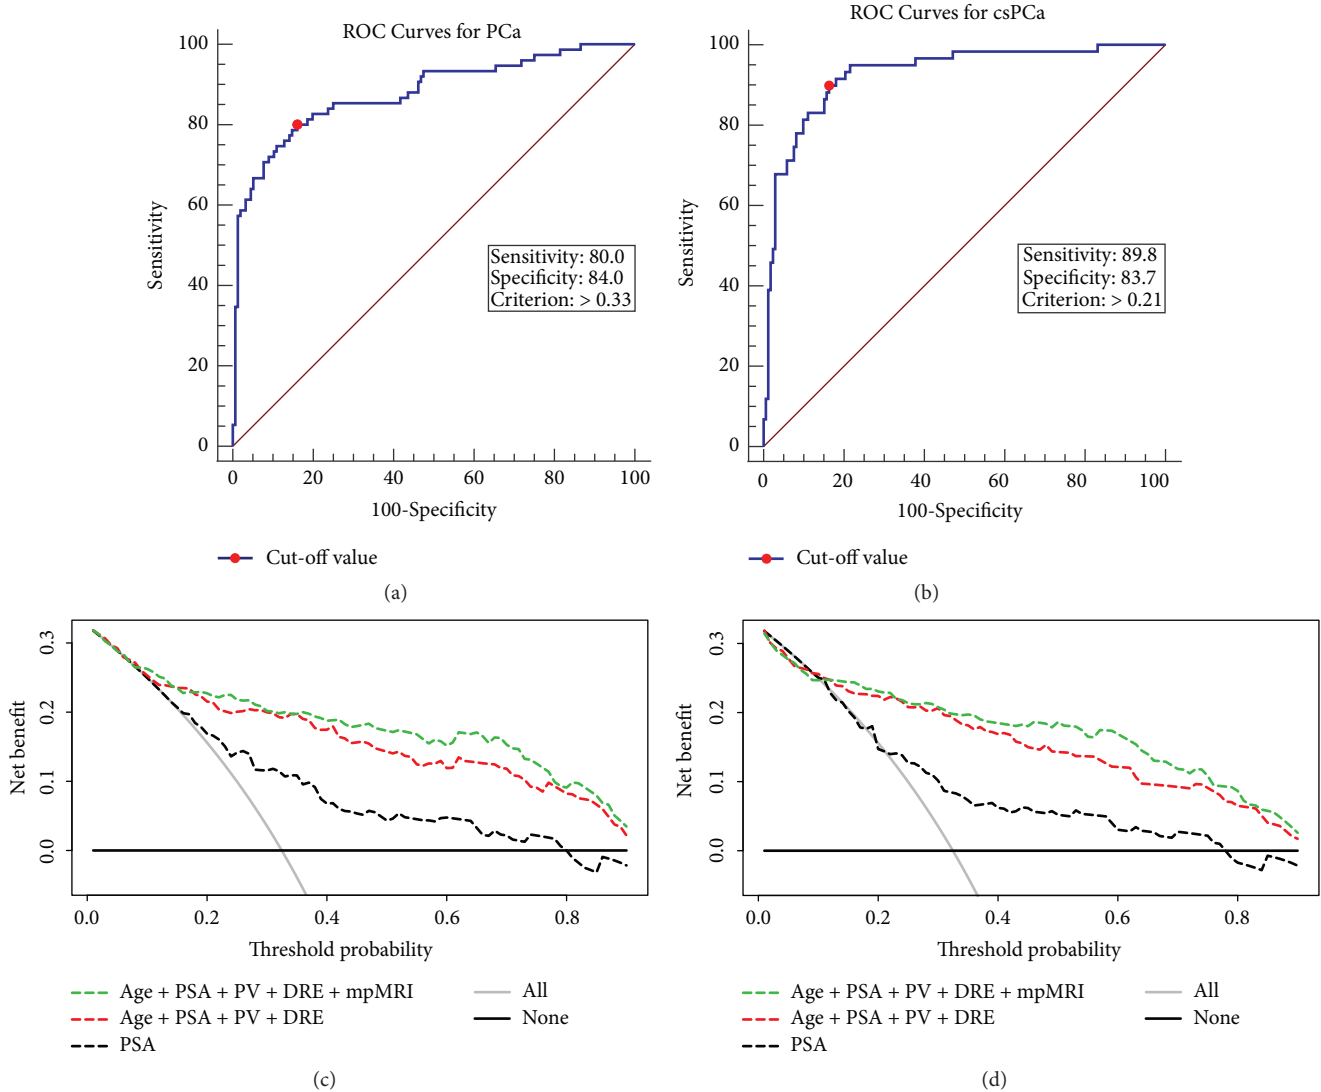 ROC Curves for PCa
100
80
60
40
20
0
Sensitivity
Sensitivity: 80.0
Specificity: 84.0
Criterion: > 0.33
0 20 40 60 80 100
100-Specificity
Cut-off value
(a)
ROC Curves for csPCa
100
80
60
40
20
0
Sensitivity
Sensitivity: 89.8
Specificity: 83.7
Criterion: > 0.21
0 20 40 60 80 100
100-Specificity
Cut-off value
(b)
0.3
0.2
0.1
0.0
Net benefit
0.0 0.2 0.4 0.6 0.8
Threshold probability
Age + PSA + PV + DRE + mpMRI
Age + PSA + PV + DRE
PSA
All
None
(c)
0.3
0.2
0.1
0.0
Net benefit
0.0 0.2 0.4 0.6 0.8
Threshold probability
Age + PSA + PV + DRE + mpMRI
Age + PSA + PV + DRE
PSA
All
None
(d)